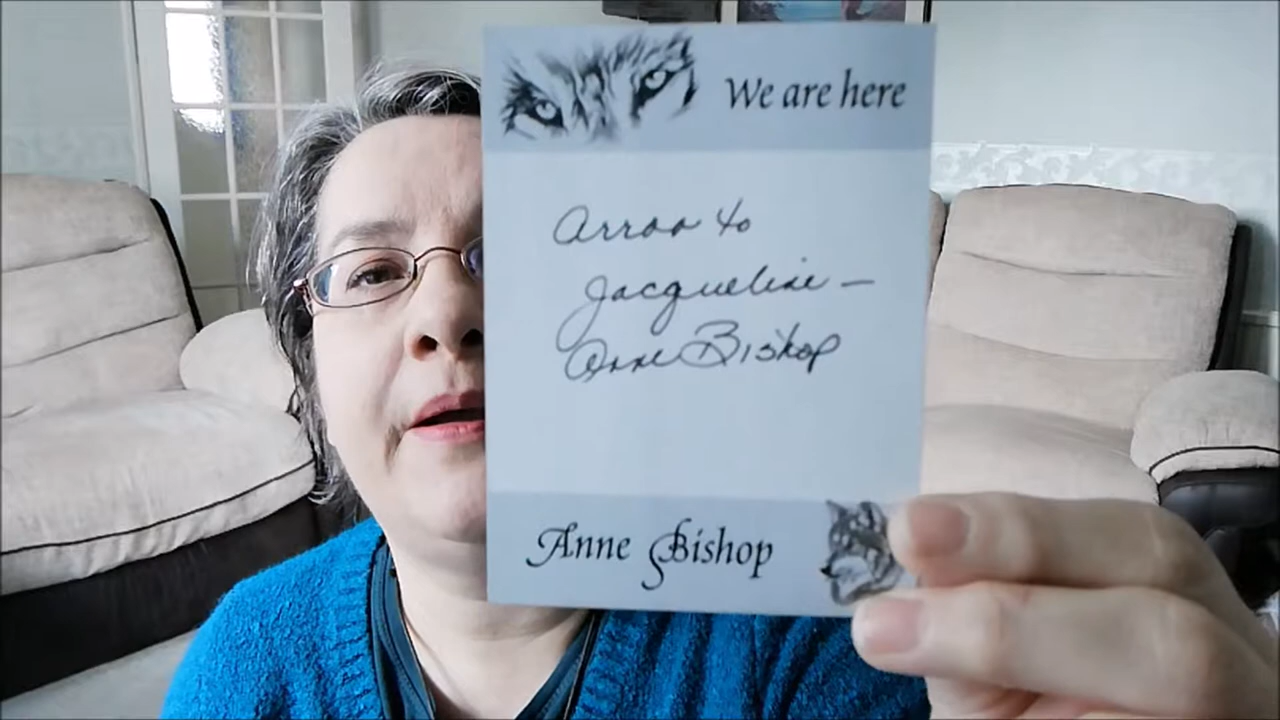 We are here
Arroo to
Jacqueline –
Anne Bishop
Anne Bishop